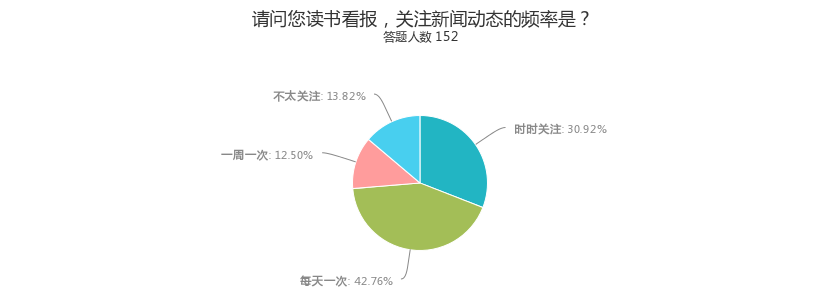 请问您读书看报，关注新闻动态的频率是？
答题人数 152
不太关注: 13.82%
时时关注: 30.92%
一周一次: 12.50%
每天一次: 42.76%